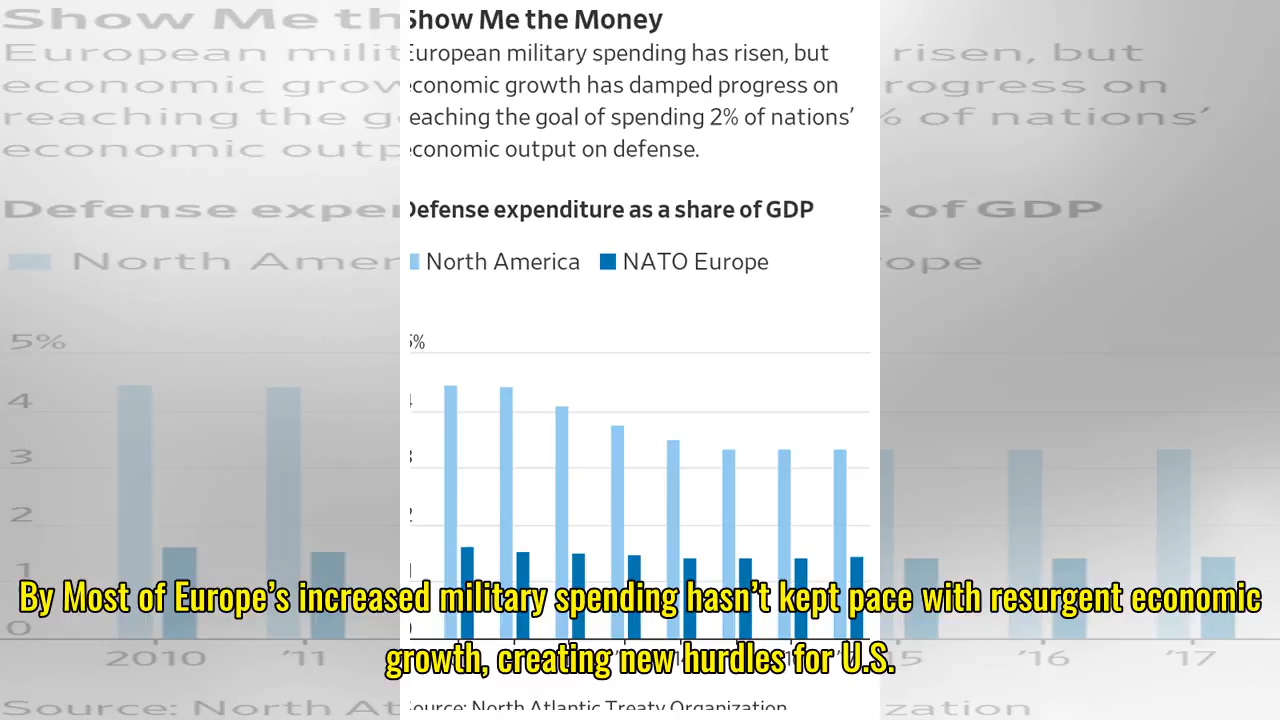 Show Me the Money
European military spending has risen, but
economic growth has damped progress on
reaching the goal of spending 2% of nations’
economic output on defense.
Defense expenditure as a share of GDP
North America NATO Europe
5%
4
3
2
1
0
2010 ’11 ’16 ’17
Source: North Atlantic Treaty Organization
By Most of Europe’s increased military spending hasn’t kept pace with resurgent economic
growth, creating new hurdles for U.S.